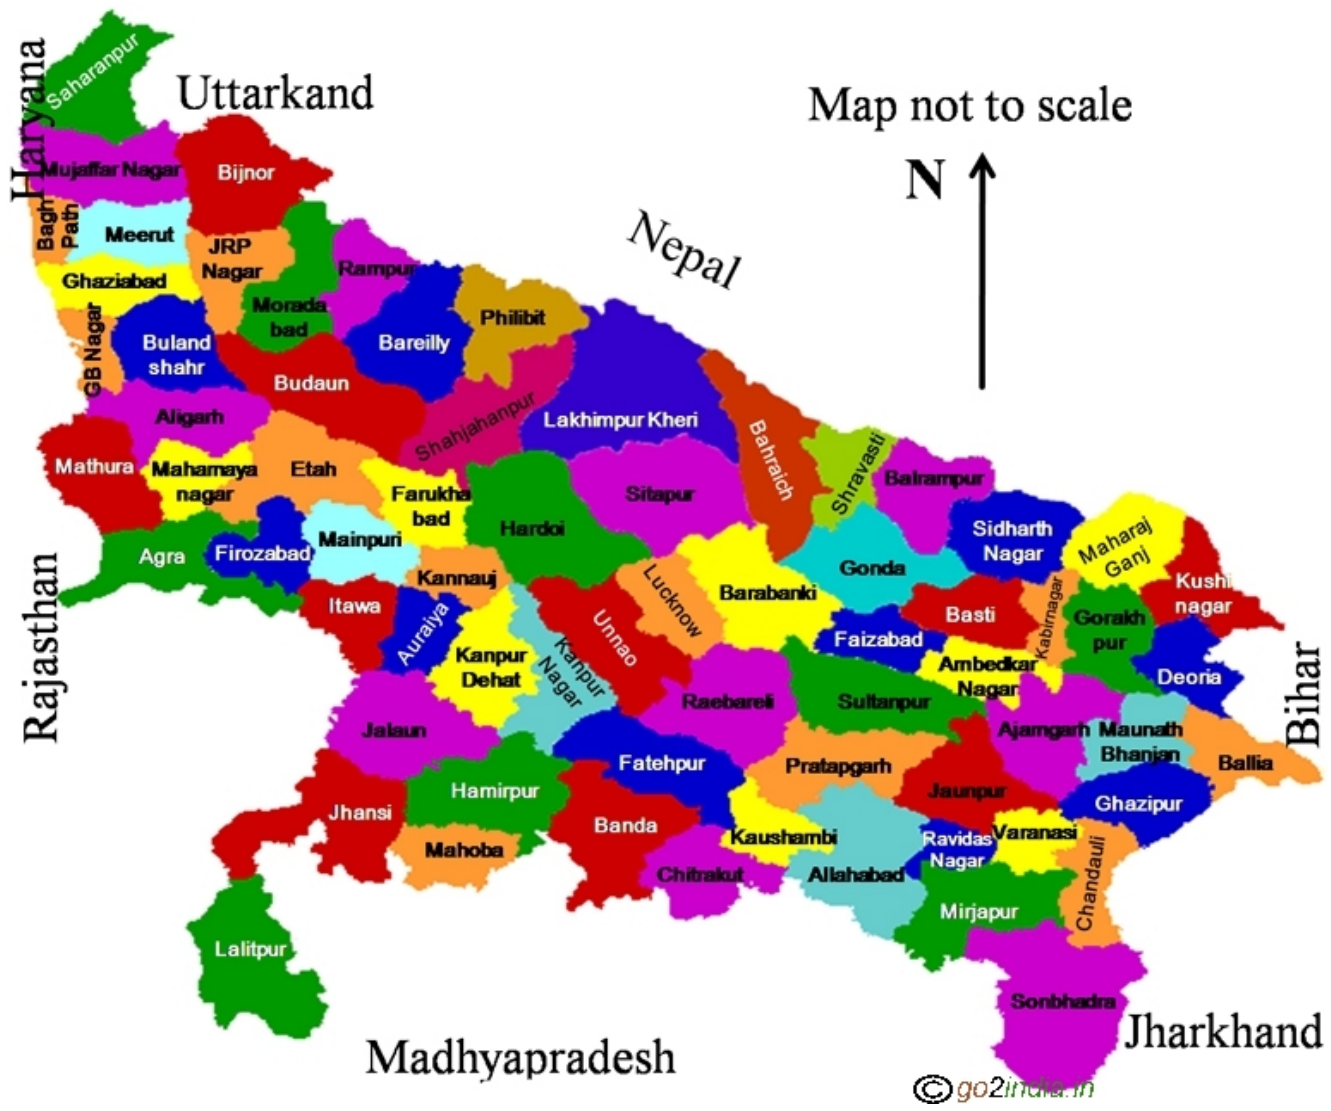 Haryana
Saharanpur
Uttarkand
Map not to scale
N
Mujaffar Nagar
Bijnor
Nepal
Bagh
Path
Meerut
JRP
Nagar
Ghaziabad
Rampur
Morada
bad
Philibit
GB Nagar
Buland
shahr
Bareilly
Budaun
Aligarh
Shahjahanpur
Lakhimpur Kheri
Bahraich
Shravasti
Balrampur
Mathura
Mahamaya
nagar
Etah
Farukha
bad
Sitapur
Hardoi
Sidharth
Nagar
Maharaj
Ganj
Agra
Firozabad
Mainpuri
Kannauj
Lucknow
Barabanki
Gonda
Kushi
nagar
Rajasthan
Itawa
Auraiya
Unnao
Faizabad
Basti
Kabirnagar
Gorakh
pur
Kanpur
Dehat
Kanpur
Nagar
Ambedkar
Nagar
Deoria
Bihar
Jalaun
Raebareli
Sultanpur
Ajamgarh
Maunath
Bhanjan
Ballia
Fatehpur
Pratapgarh
Jaunpur
Ghazipur
Jhansi
Hamirpur
Banda
Kaushambi
Ravidas
Nagar
Varanasi
Mahoba
Chitrakut
Allahabad
Chandauli
Mirjapur
Lalitpur
Sonbhadra
Madhyapradesh
Jharkhand
© go2india.in